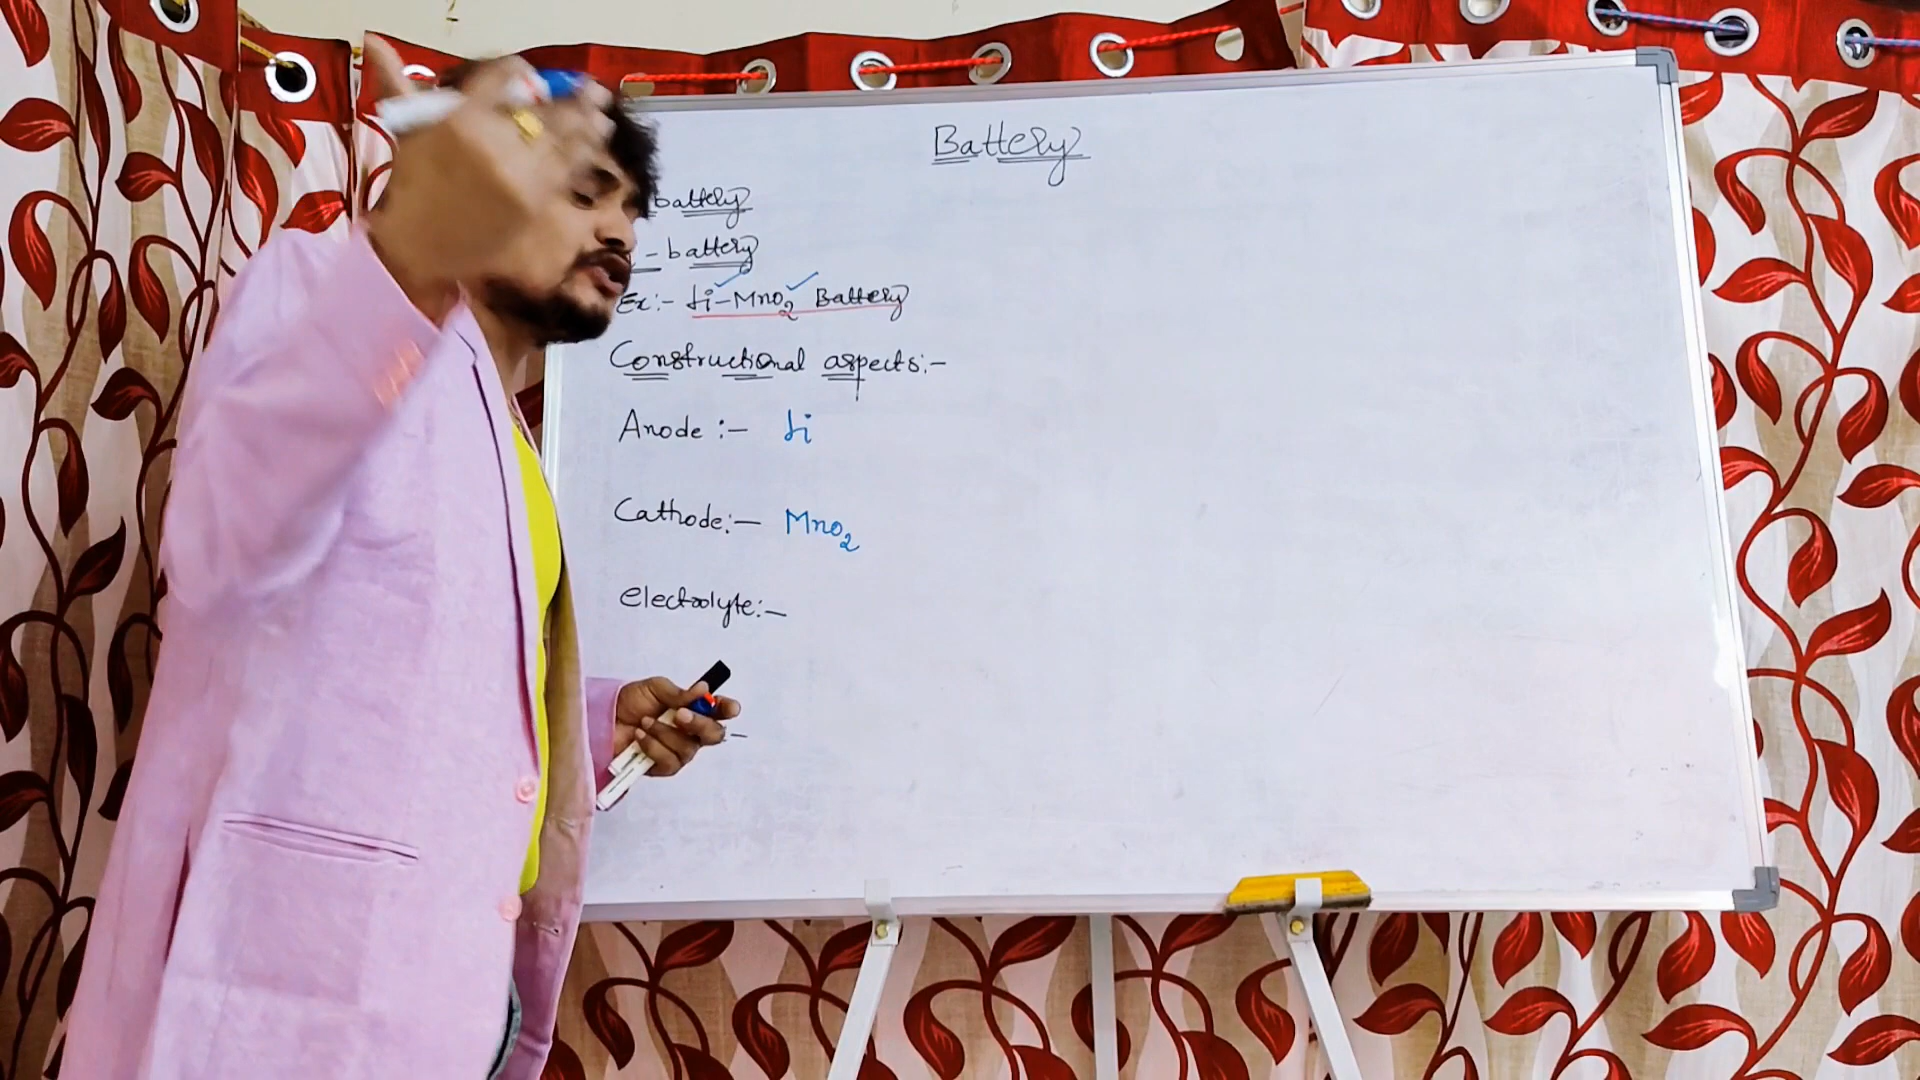 Battery
battery
- battery
Ex:- Li-MnO2 Battery
Constructional aspects:-
Anode :- Li
Cathode:- MnO2
electrolyte:-